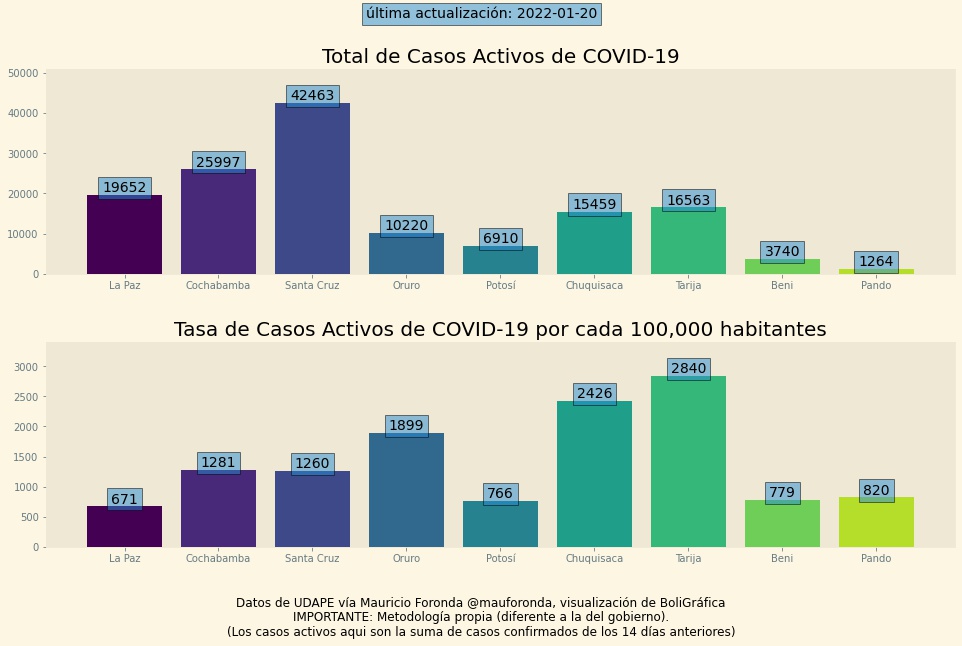 última actualización: 2022-01-20
Total de Casos Activos de COVID-19
50000
40000
30000
20000
10000
0
19652
25997
42463
10220
6910
15459
16563
3740
1264
La Paz
Cochabamba
Santa Cruz
Oruro
Potosí
Chuquisaca
Tarija
Beni
Pando
Tasa de Casos Activos de COVID-19 por cada 100,000 habitantes
3000
2500
2000
1500
1000
500
0
671
1281
1260
1899
766
2426
2840
779
820
La Paz
Cochabamba
Santa Cruz
Oruro
Potosí
Chuquisaca
Tarija
Beni
Pando
Datos de UDAPE vía Mauricio Foronda @mauforonda, visualización de BoliGráfica
IMPORTANTE: Metodología propia (diferente a la del gobierno).
(Los casos activos aqui son la suma de casos confirmados de los 14 días anteriores)